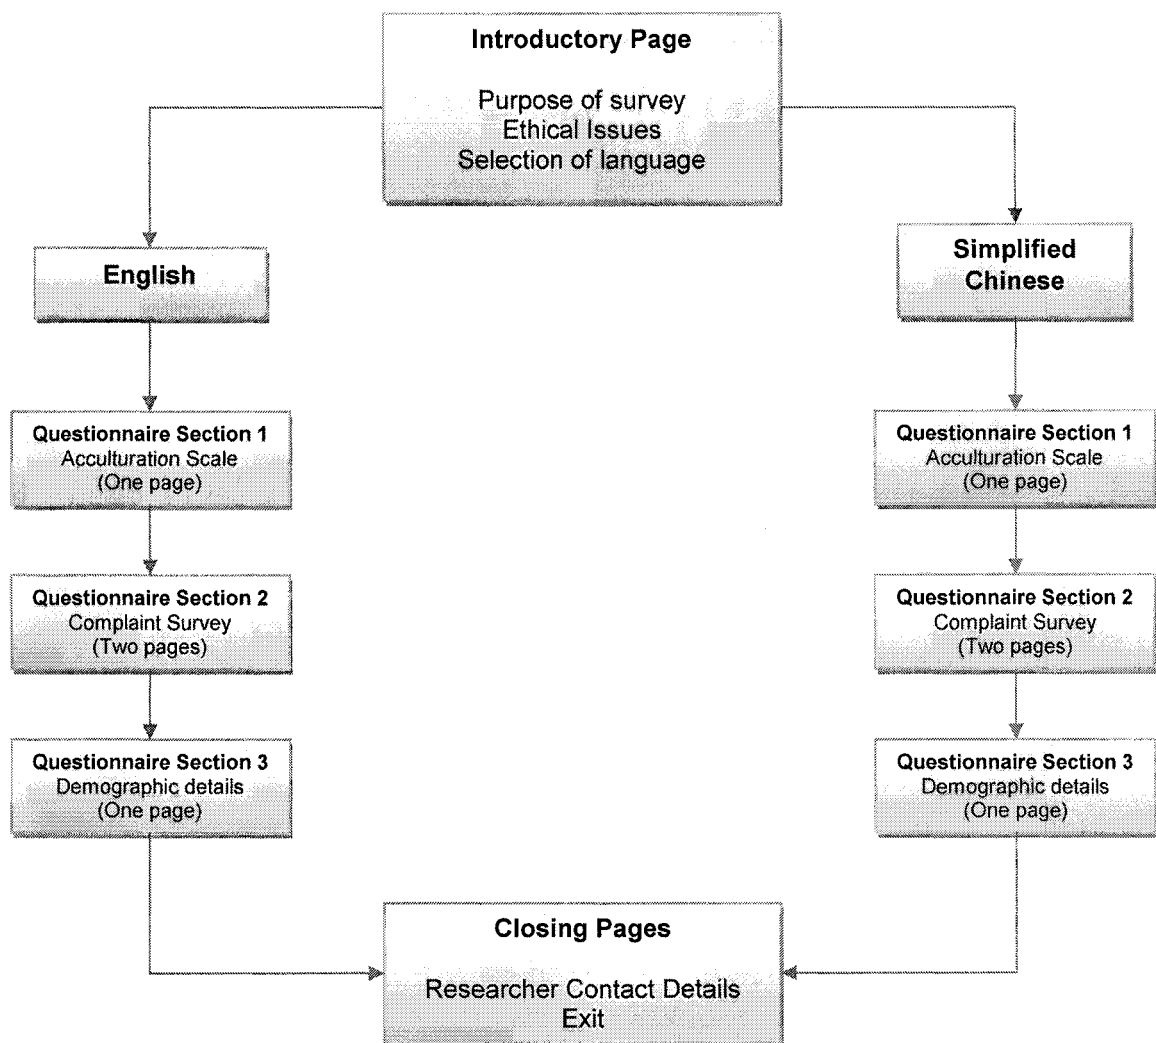 Introductory Page
Purpose of survey
Ethical Issues
Selection of language
English
Simplified
Chinese
Questionnaire Section 1
Acculturation Scale
(One page)
Questionnaire Section 1
Acculturation Scale
(One page)
Questionnaire Section 2
Complaint Survey
(Two pages)
Questionnaire Section 2
Complaint Survey
(Two pages)
Questionnaire Section 3
Demographic details
(One page)
Questionnaire Section 3
Demographic details
(One page)
Closing Pages
Researcher Contact Details
Exit